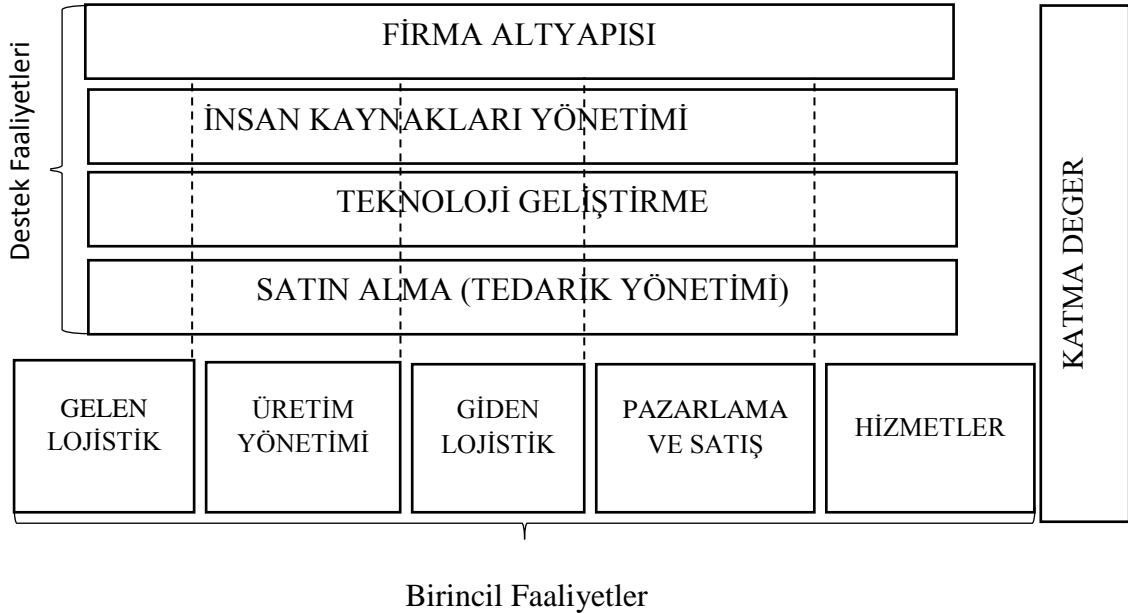 Destek Faaliyetleri
FİRMA ALTYAPISI
İNSAN KAYNAKLARI YÖNETİMİ
TEKNOLOJİ GELİŞTİRME
SATIN ALMA (TEDARİK YÖNETİMİ)
GELEN
LOJİSTİK
ÜRETİM
YÖNETİMİ
GİDEN
LOJİSTİK
PAZARLAMA
VE SATIŞ
HİZMETLER
KATMA DEGER
Birincil Faaliyetler